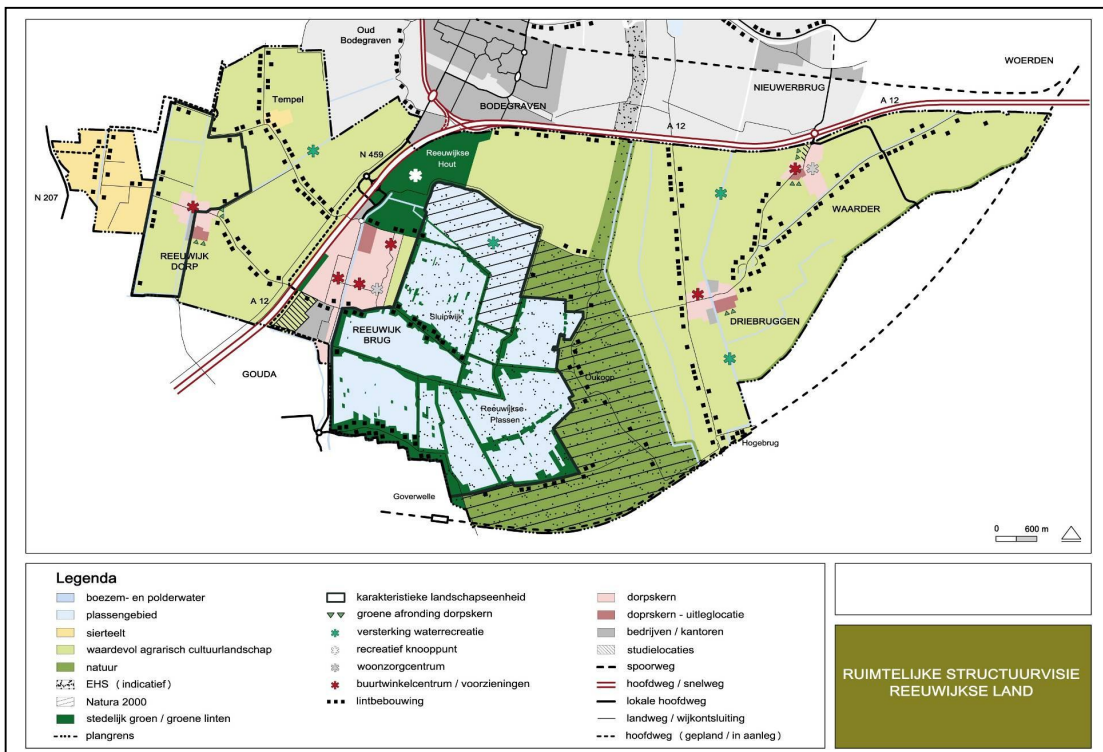 Oud
Bodegraven
WOERDEN
NIEUWERBRUG
BODEGRAVEN
A 12
Tempel
A 12
N 459
Reeuwijkse
Hout
N 207
WAARDER
REEUWIJK
DORP
A 12
Sluipwijk
DRIEBRUGGEN
REEUWIJK
BRUG
GOUDA
Oukoop
Reeuwijkse
Plassen
Hogebrug
Goverwelle
0 600 m
Legenda
boezem- en polderwater
plassengebied
sierteelt
waardevol agrarisch cultuurlandschap
natuur
EHS ( indicatief )
Natura 2000
stedelijk groen / groene linten
plangrens
karakteristieke landschapseenheid
groene afronding dorpskern
versterking waterrecreatie
recreatief knooppunt
woonzorgcentrum
buurtwinkelcentrum / voorzieningen
lintbebouwing
dorpskern
doprskern - uitleglocatie
bedrijven / kantoren
studielocaties
spoorweg
hoofdweg / snelweg
lokale hoofdweg
landweg / wijkontsluiting
hoofdweg ( gepland / in aanleg )
RUIMTELIJKE STRUCTUURVISIE
REEUWIJKSE LAND